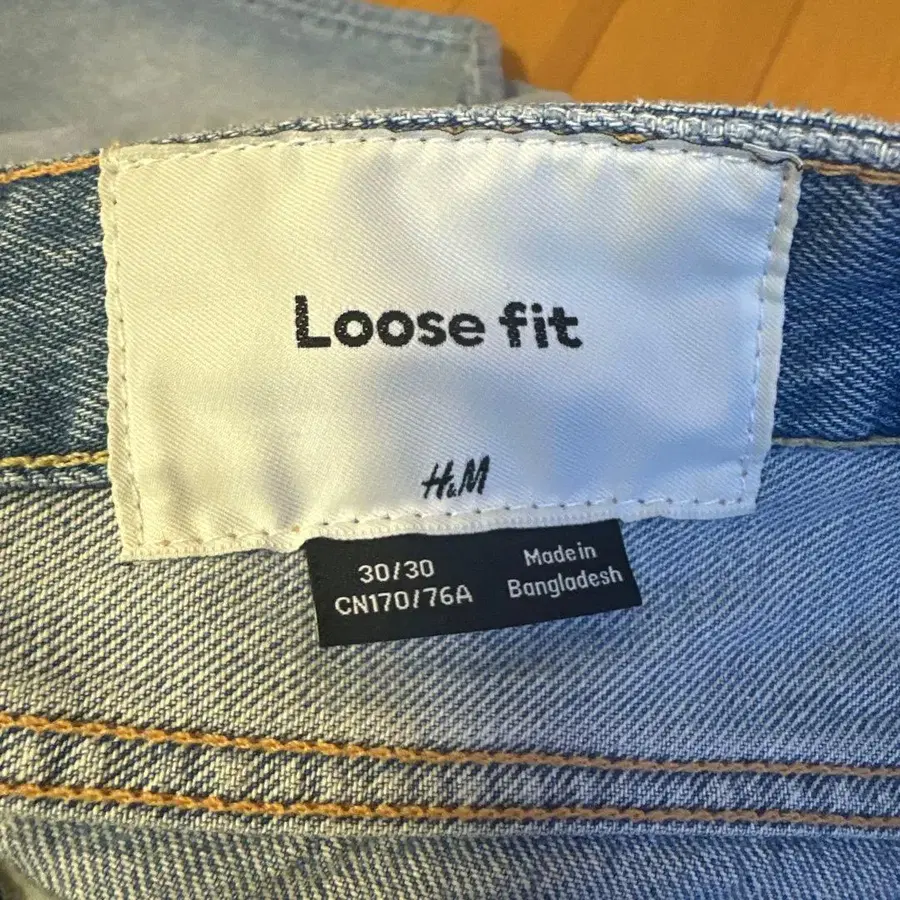 Loose fit
H&M
30/30
CN170/76A
Made in
Bangladesh